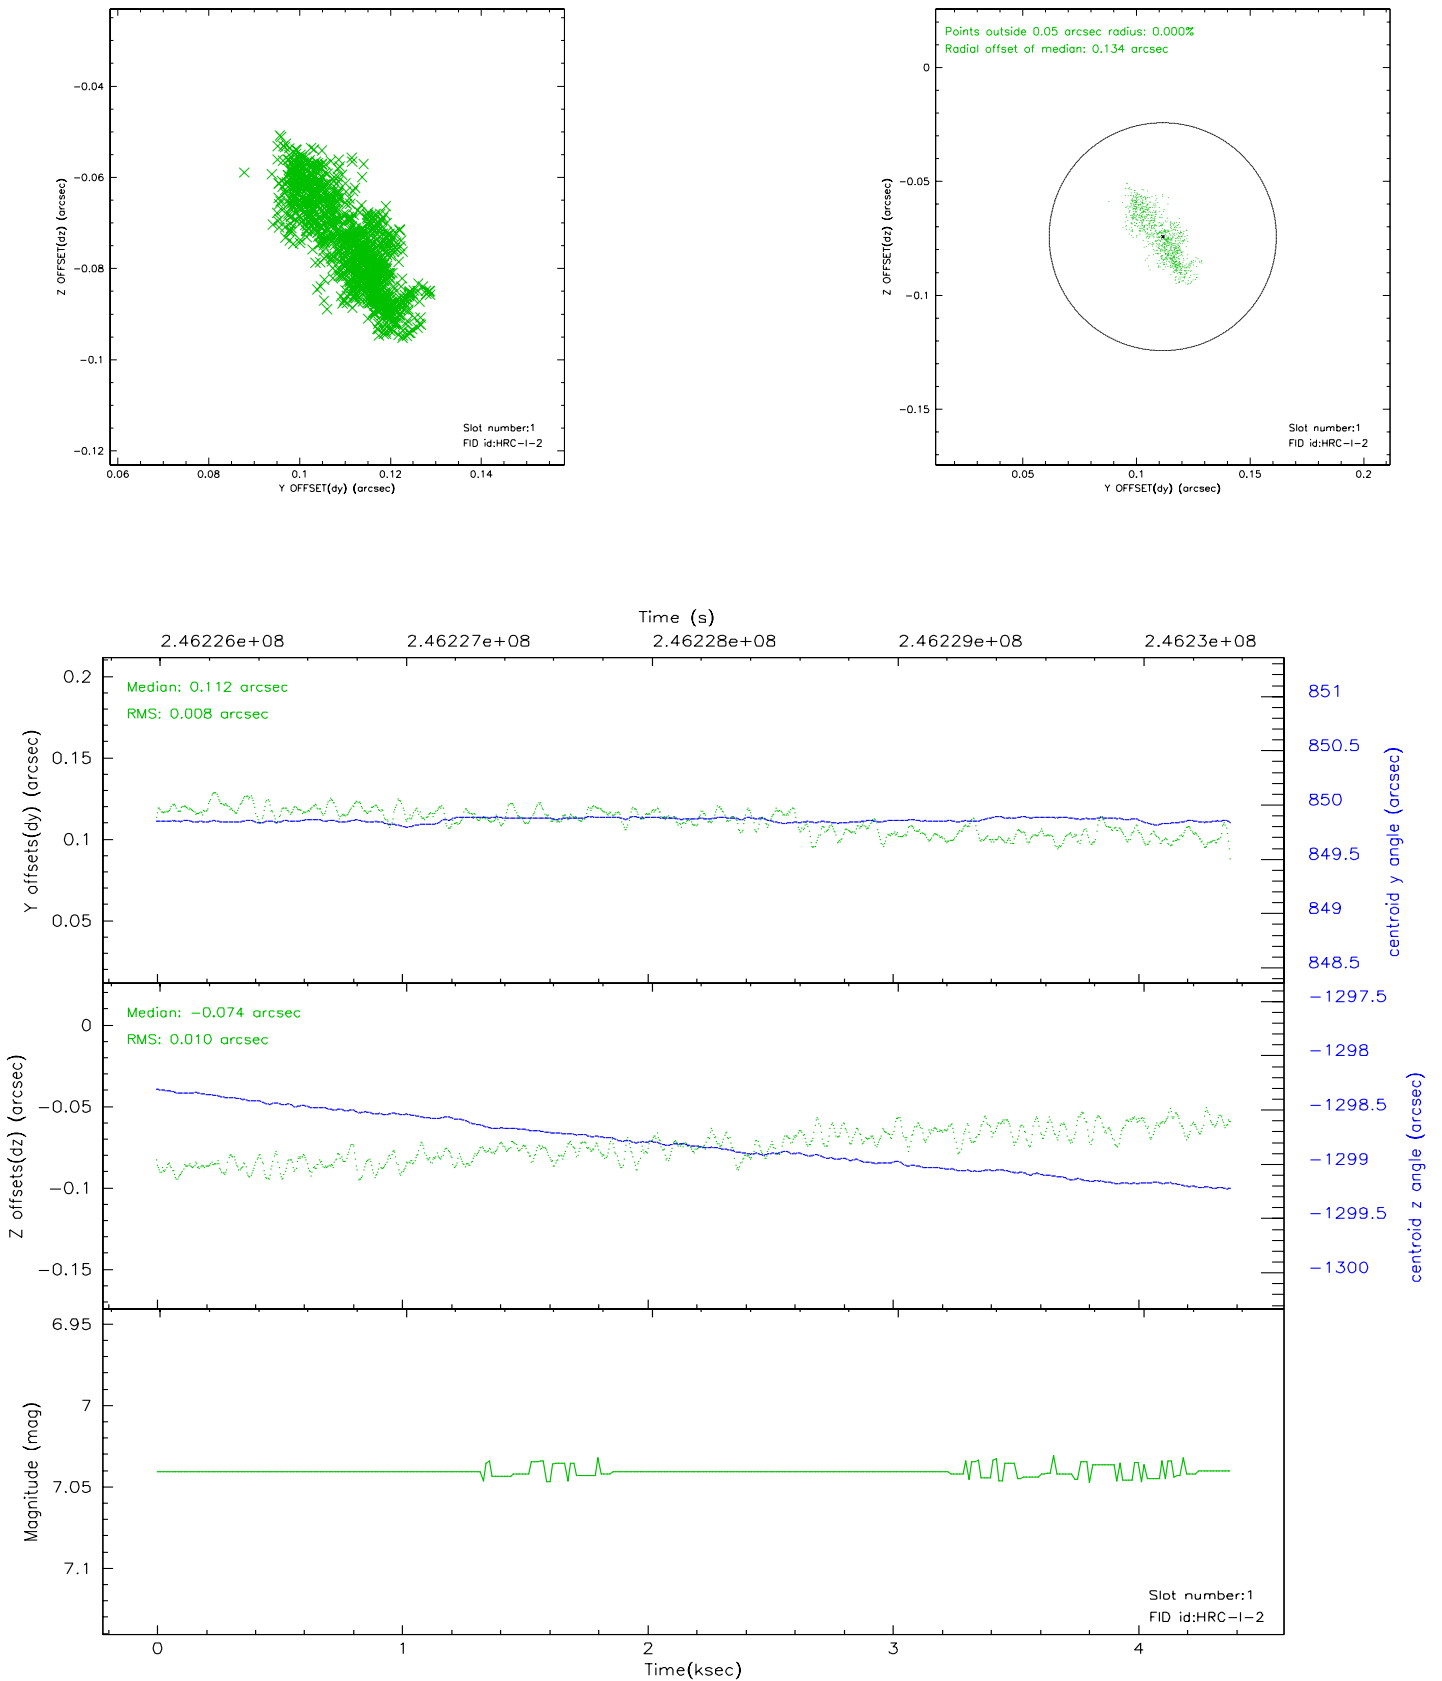 −0.04
−0.06
−0.08
−0.1
−0.12
Z OFFSET(dz) (arcsec)
Slot number:1
FID id:HRC−I−2
0.06 0.08 0.1 0.12 0.14
Y OFFSET(dy) (arcsec)
Points outside 0.05 arcsec radius: 0.000%
Radial offset of median: 0.134 arcsec
0
−0.05
−0.1
−0.15
Z OFFSET(dz) (arcsec)
Slot number:1
FID id:HRC−I−2
0.05 0.1 0.15 0.2
Y OFFSET(dy) (arcsec)
Time (s)
2.46226e+08 2.46227e+08 2.46228e+08 2.46229e+08 2.4623e+08
Median: 0.112 arcsec
RMS: 0.008 arcsec
0.2
0.15
0.1
0.05
Y offsets(dy) (arcsec)
851
850.5
850
849.5
849
848.5
centroid y angle (arcsec)
Median: −0.074 arcsec
RMS: 0.010 arcsec
0
−0.05
−0.1
−0.15
Z offsets(dz) (arcsec)
−1297.5
−1298
−1298.5
−1299
−1299.5
−1300
centroid z angle (arcsec)
6.95
7
7.05
7.1
Magnitude (mag)
Slot number:1
FID id:HRC−I−2
0 1 2 3 4
Time(ksec)